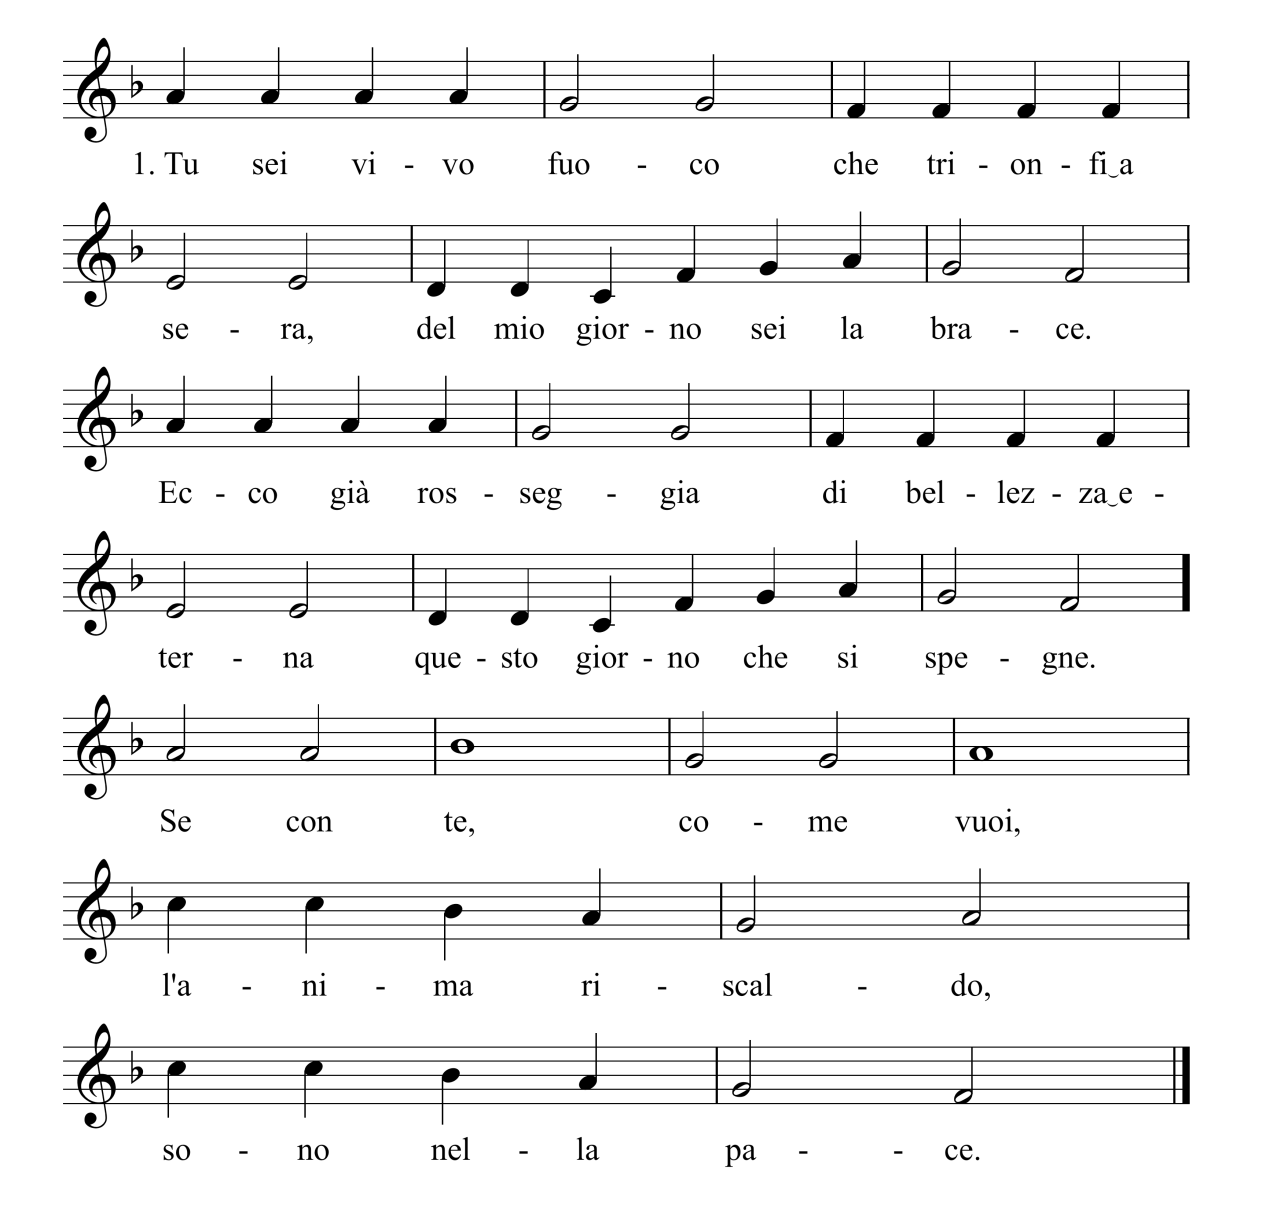 1. Tu sei vi - vo fuo - co che tri - on - fi‿a
se - ra, del mio gior - no sei la bra - ce.
Ec - co già ros - seg - gia di bel - lez - za‿e -
ter - na que - sto gior - no che si spe - gne.
Se con te, co - me vuoi,
l'a - ni - ma ri - scal - do,
so - no nel - la pa - - ce.